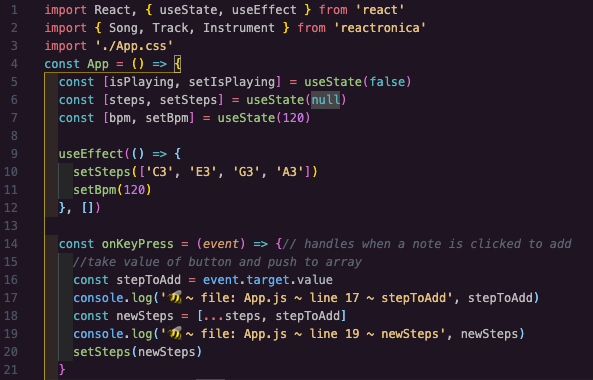 1 import React, { useState, useEffect } from 'react'
2 import { Song, Track, Instrument } from 'reactronica'
3 import './App.css'
4 const App = () => {
5 const [isPlaying, setIsPlaying] = useState(false)
6 const [steps, setSteps] = useState(null)
7 const [bpm, setBpm] = useState(120)
8
9 useEffect(() => {
10 setSteps(['C3', 'E3', 'G3', 'A3'])
11 setBpm(120)
12 }, [])
13
14 const onKeyPress = (event) => {// handles when a note is clicked to add
15 //take value of button and push to array
16 const stepToAdd = event.target.value
17 console.log('🐝 ~ file: App.js ~ line 17 ~ stepToAdd', stepToAdd)
18 const newSteps = [...steps, stepToAdd]
19 console.log('🐝 ~ file: App.js ~ line 19 ~ newSteps', newSteps)
20 setSteps(newSteps)
21 }